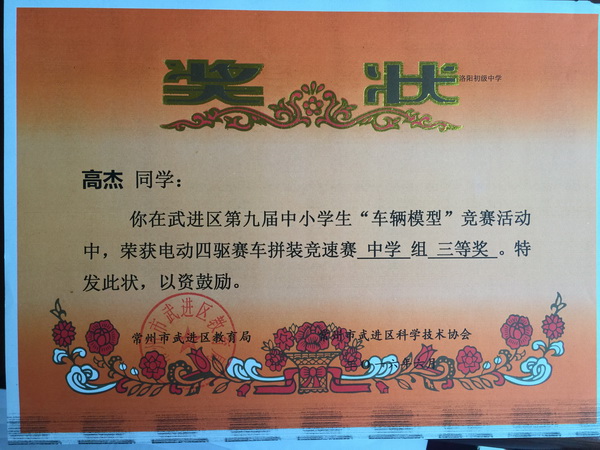 奖 状
洛阳初级中学
高杰 同学：
你在武进区第九届中小学生“车辆模型”竞赛活动
中，荣获电动四驱赛车拼装竞速赛 中学 组 三等奖 。特
发此状，以资鼓励。
常州市武进区教育局 常州市武进区科学技术协会